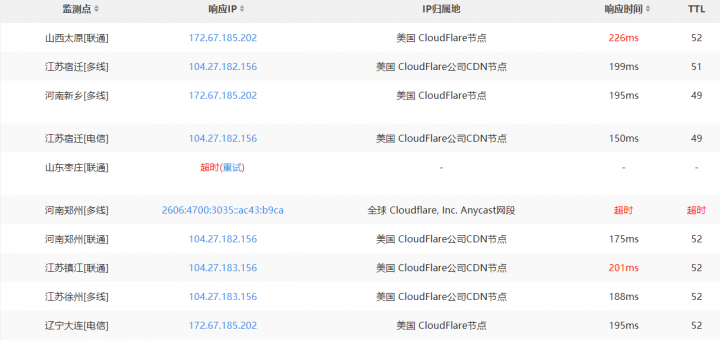 监测点 响应IP IP归属地 响应时间 TTL
山西太原[联通] 172.67.185.202 美国 CloudFlare节点 226ms 52
江苏宿迁[多线] 104.27.182.156 美国 CloudFlare公司CDN节点 199ms 51
河南新乡[多线] 172.67.185.202 美国 CloudFlare节点 195ms 49
江苏宿迁[电信] 104.27.182.156 美国 CloudFlare公司CDN节点 150ms 49
山东枣庄[联通] 超时(重试) - - -
河南郑州[多线] 2606:4700:3035::ac43:b9ca 全球 Cloudflare, Inc. Anycast网段 超时 超时
河南郑州[联通] 104.27.182.156 美国 CloudFlare公司CDN节点 175ms 52
江苏镇江[联通] 104.27.183.156 美国 CloudFlare公司CDN节点 201ms 52
江苏徐州[多线] 104.27.183.156 美国 CloudFlare公司CDN节点 188ms 52
辽宁大连[电信] 172.67.185.202 美国 CloudFlare节点 195ms 52